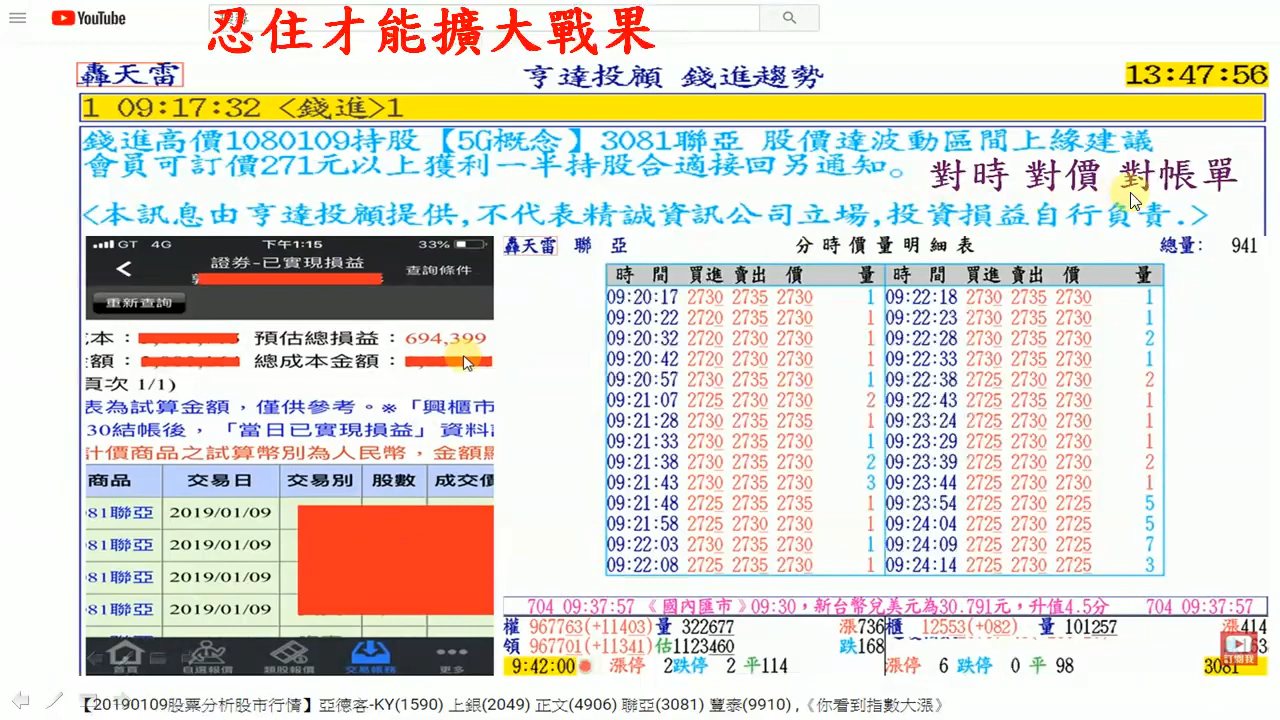 YouTube
忍住才能擴大戰果
轟天雷 亨達投顧 錢進趨勢 13:47:56
1 09:17:32 <錢進>1
錢進高價1080109持股【5G概念】3081聯亞 股價達波動區間上緣建議
會員可訂價271元以上獲利一半持股合適接回另通知。
對時 對價 對帳單
<本訊息由亨達投顧提供,不代表精誠資訊公司立場,投資損益自行負責.>
GT 4G 下午1:15 33%
證券-已實現損益
查詢條件
重新查詢
本： 預估總損益：694,399
額： 總成本金額：
頁次 1/1)
表為試算金額，僅供參考。※「興櫃市
30結帳後，「當日已實現損益」資料
計價商品之試算幣別為人民幣，金額
商品 交易日 交易別 股數 成交價
81聯亞 2019/01/09
81聯亞 2019/01/09
81聯亞 2019/01/09
81聯亞 2019/01/09
首頁 自選報價 類股報價 交易帳務 更多
轟天雷 聯 亞 分時價量明細表 總量: 941
時 間 買進 賣出 價 量 時 間 買進 賣出 價 量
09:20:17 2730 2735 2730 1 09:22:18 2730 2735 2730 1
09:20:22 2720 2735 2730 1 09:22:23 2730 2735 2730 1
09:20:32 2720 2735 2730 1 09:22:28 2730 2735 2730 2
09:20:42 2720 2735 2730 1 09:22:33 2730 2735 2730 1
09:20:57 2730 2735 2730 1 09:22:38 2725 2730 2730 2
09:21:07 2725 2735 2735 2 09:22:43 2725 2730 2730 1
09:21:28 2730 2735 2735 1 09:23:24 2725 2730 2730 1
09:21:33 2730 2735 2730 1 09:23:29 2725 2730 2730 1
09:21:38 2730 2735 2730 2 09:23:39 2725 2730 2730 2
09:21:43 2730 2735 2730 3 09:23:44 2725 2730 2730 1
09:21:48 2725 2735 2735 1 09:23:54 2725 2730 2725 5
09:21:58 2725 2730 2730 1 09:24:04 2725 2730 2725 5
09:22:03 2730 2735 2730 1 09:24:09 2725 2730 2725 7
09:22:08 2725 2730 2730 1 09:24:14 2725 2730 2725 3
704 09:37:57《國內匯市》09:30，新台幣兌美元為30.791元，升值4.5分 704 09:37:57
權 967763(+11403) 量 322677 漲736 櫃 12553(+082) 量 101257 漲414
領 967701(+11341) 估1123460 跌168
9:42:00 漲停 2跌停 2 平114 漲停 6 跌停 0 平 98 3081
訂閱我
【20190109股票分析股市行情】亞德客-KY(1590) 上銀(2049) 正文(4906) 聯亞(3081) 豐泰(9910) ,《你看到指數大漲》